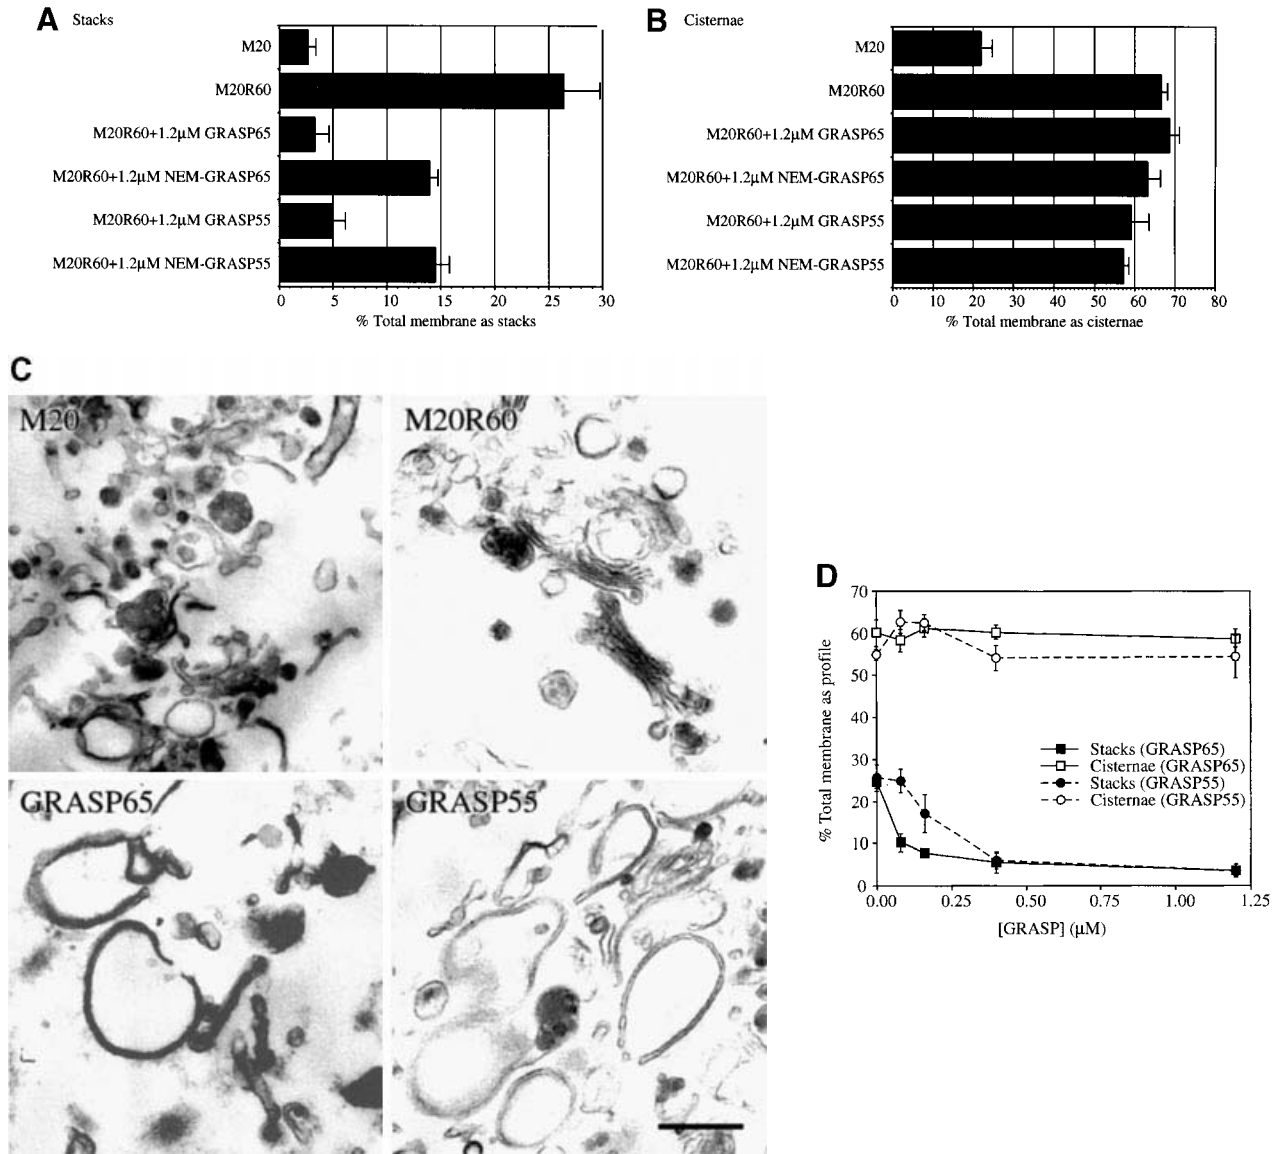 A Stacks
M20
M20R60
M20R60+1.2µM GRASP65
M20R60+1.2µM NEM-GRASP65
M20R60+1.2µM GRASP55
M20R60+1.2µM NEM-GRASP55
0 5 10 15 20 25 30
% Total membrane as stacks
B Cisternae
M20
M20R60
M20R60+1.2µM GRASP65
M20R60+1.2µM NEM-GRASP65
M20R60+1.2µM GRASP55
M20R60+1.2µM NEM-GRASP55
0 10 20 30 40 50 60 70 80
% Total membrane as cisternae
C
M20
M20R60
GRASP65
GRASP55
D
% Total membrane as profile
70
60
50
40
30
20
10
0
Stacks (GRASP65)
Cisternae (GRASP65)
Stacks (GRASP55)
Cisternae (GRASP55)
0.00 0.25 0.50 0.75 1.00 1.25
[GRASP] (µM)